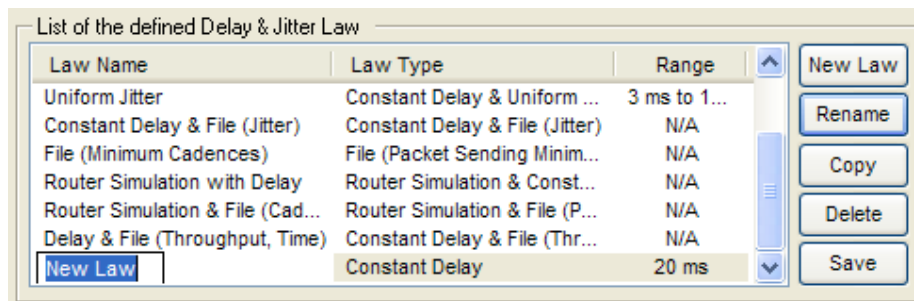 List of the defined Delay & Jitter Law
Law Name Law Type Range New Law
Uniform Jitter Constant Delay & Uniform ... 3 ms to 1...
Constant Delay & File (Jitter) Constant Delay & File (Jitter) N/A Rename
File (Minimum Cadences) File (Packet Sending Minim... N/A
Router Simulation with Delay Router Simulation & Const... N/A Copy
Router Simulation & File (Cad... Router Simulation & File (P... N/A Delete
Delay & File (Throughput, Time) Constant Delay & File (Thr... N/A
New Law Constant Delay 20 ms Save